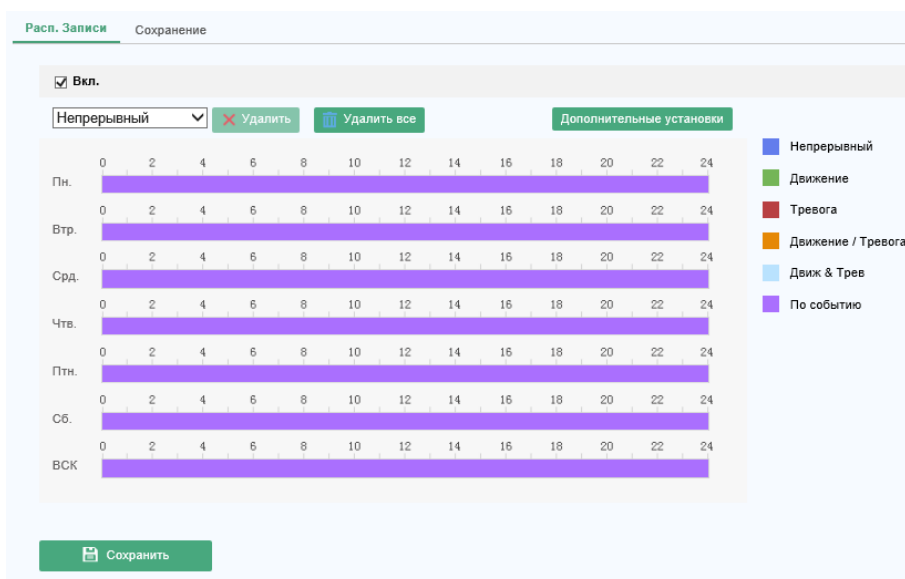 Расп. Записи Сохранение
Вкл.
Непрерывный Удалить Удалить все Дополнительные установки
0 2 4 6 8 10 12 14 16 18 20 22 24
Пн.
0 2 4 6 8 10 12 14 16 18 20 22 24
Втр.
0 2 4 6 8 10 12 14 16 18 20 22 24
Срд.
0 2 4 6 8 10 12 14 16 18 20 22 24
Чтв.
0 2 4 6 8 10 12 14 16 18 20 22 24
Птн.
0 2 4 6 8 10 12 14 16 18 20 22 24
Сб.
0 2 4 6 8 10 12 14 16 18 20 22 24
ВСК
Непрерывный
Движение
Тревога
Движение / Тревога
Движ & Трев
По событию
Сохранить